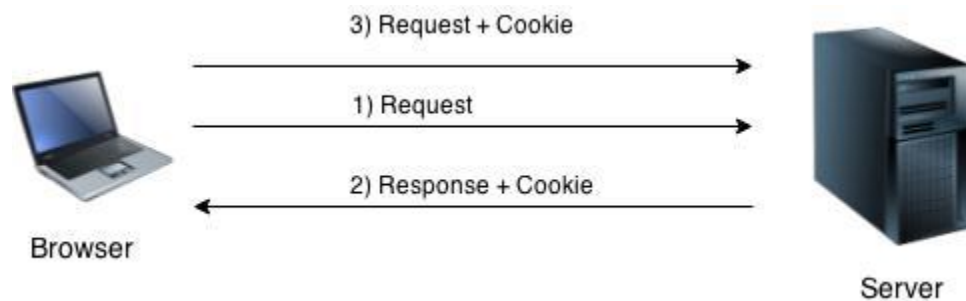 3) Request + Cookie
1) Request
2) Response + Cookie
Browser
Server